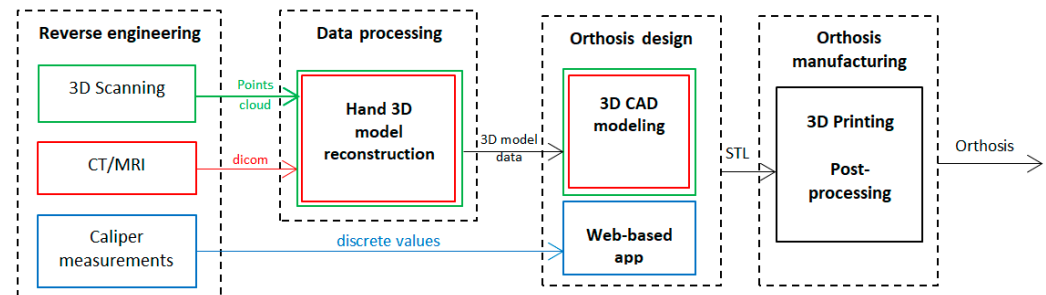 Reverse engineering
3D Scanning
CT/MRI
Caliper
measurements
Points
cloud
dicom
discrete values
Data processing
Hand 3D
model
reconstruction
3D model
data
Orthosis design
3D CAD
modeling
Web-based
app
STL
Orthosis
manufacturing
3D Printing
Post-
processing
Orthosis